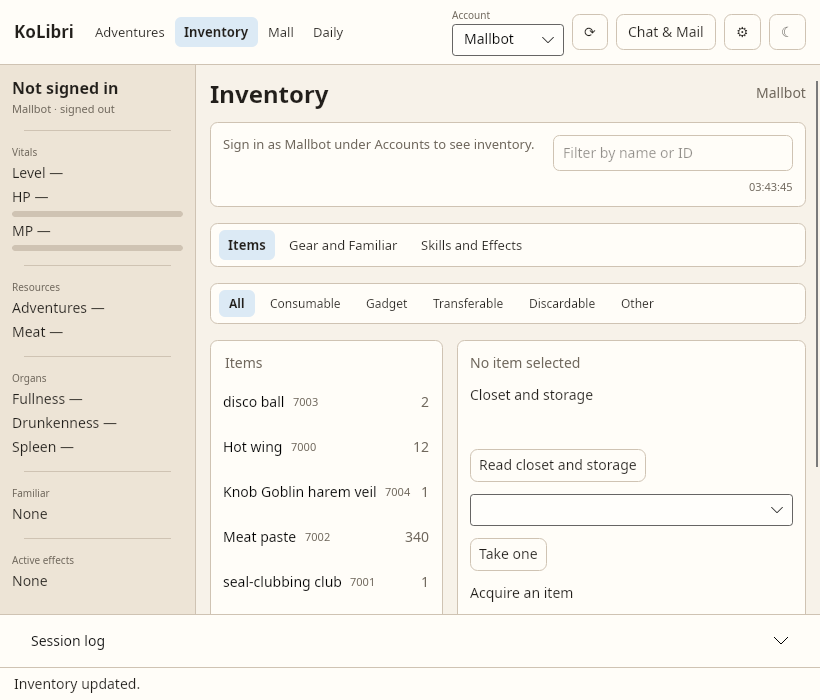 KoLibri
Adventures
Inventory
Mall
Daily
Account
Mallbot
⟳
Chat & Mail
⚙
☾
Not signed in
Mallbot · signed out
Vitals
Level —
HP —
MP —
Resources
Adventures —
Meat —
Organs
Fullness —
Drunkenness —
Spleen —
Familiar
None
Active effects
None
Inventory
Mallbot
Sign in as Mallbot under Accounts to see inventory.
Filter by name or ID
03:43:45
Items
Gear and Familiar
Skills and Effects
All
Consumable
Gadget
Transferable
Discardable
Other
Items
disco ball 7003 2
Hot wing 7000 12
Knob Goblin harem veil 7004 1
Meat paste 7002 340
seal-clubbing club 7001 1
No item selected
Closet and storage
Read closet and storage
Take one
Acquire an item
Session log
Inventory updated.